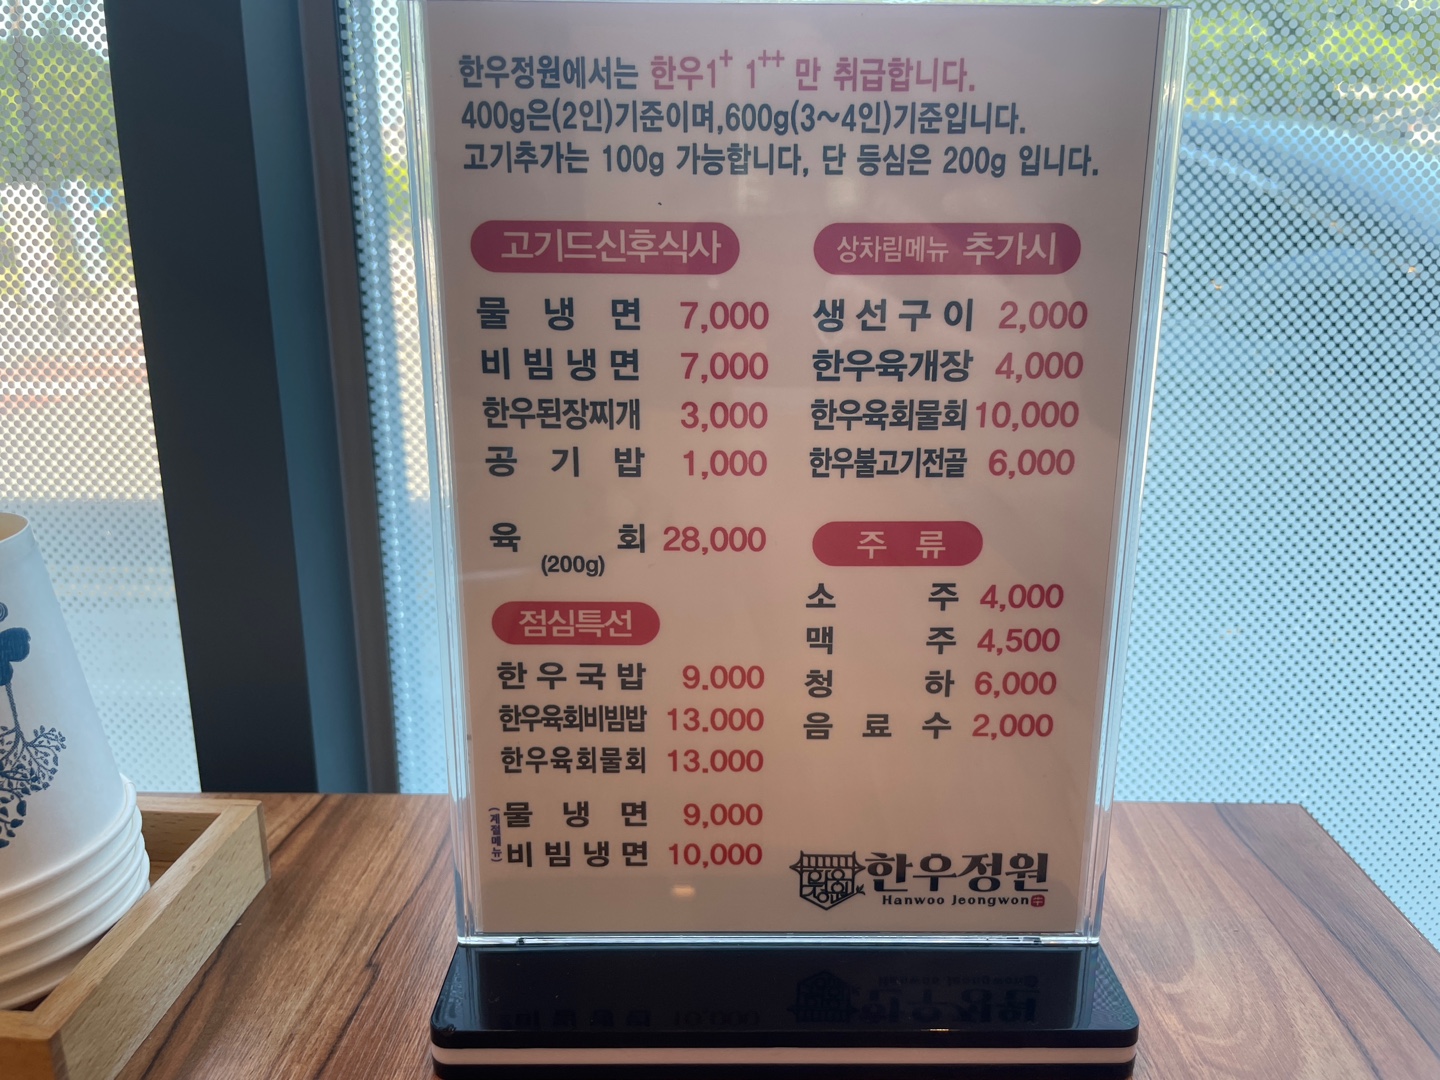 한우정원에서는 한우1+ 1++ 만 취급합니다.
400g은(2인)기준이며,600g(3~4인)기준입니다.
고기추가는 100g 가능합니다, 단 등심은 200g 입니다.
고기드신후식사
물냉면 7,000
비빔냉면 7,000
한우된장찌개 3,000
공기밥 1,000
육회 28,000
(200g)
점심특선
한우국밥 9.000
한우육회비빔밥 13.000
한우육회물회 13.000
(계절메뉴)
물냉면 9,000
비빔냉면 10,000
상차림메뉴 추가시
생선구이 2,000
한우육개장 4,000
한우육회물회 10,000
한우불고기전골 6,000
주류
소주 4,000
맥주 4,500
청하 6,000
음료수 2,000
한우정원
Hanwoo Jeongwon